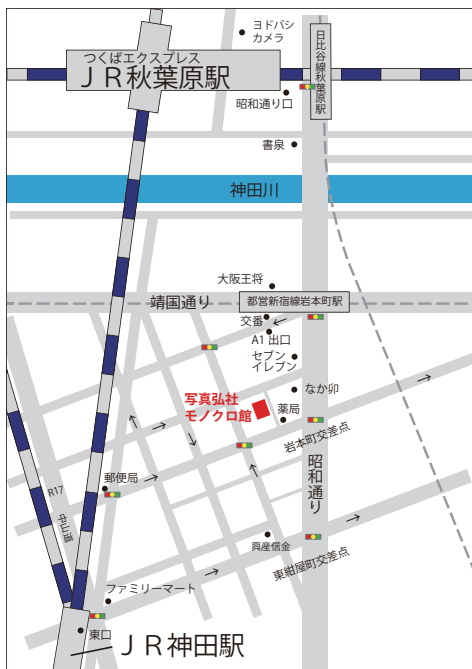 ヨドバシ
カメラ
つくばエクスプレス
JR秋葉原駅
日比谷線秋葉原駅
昭和通り口
書泉
神田川
大阪王将
靖国通り
都営新宿線岩本町駅
交番
A1 出口
セブン
イレブン
なか卯
写真弘社
モノクロ館
薬局
岩本町交差点
昭和通り
郵便局
R17
中山道
興産信金
東紺屋町交差点
ファミリーマート
東口
JR神田駅